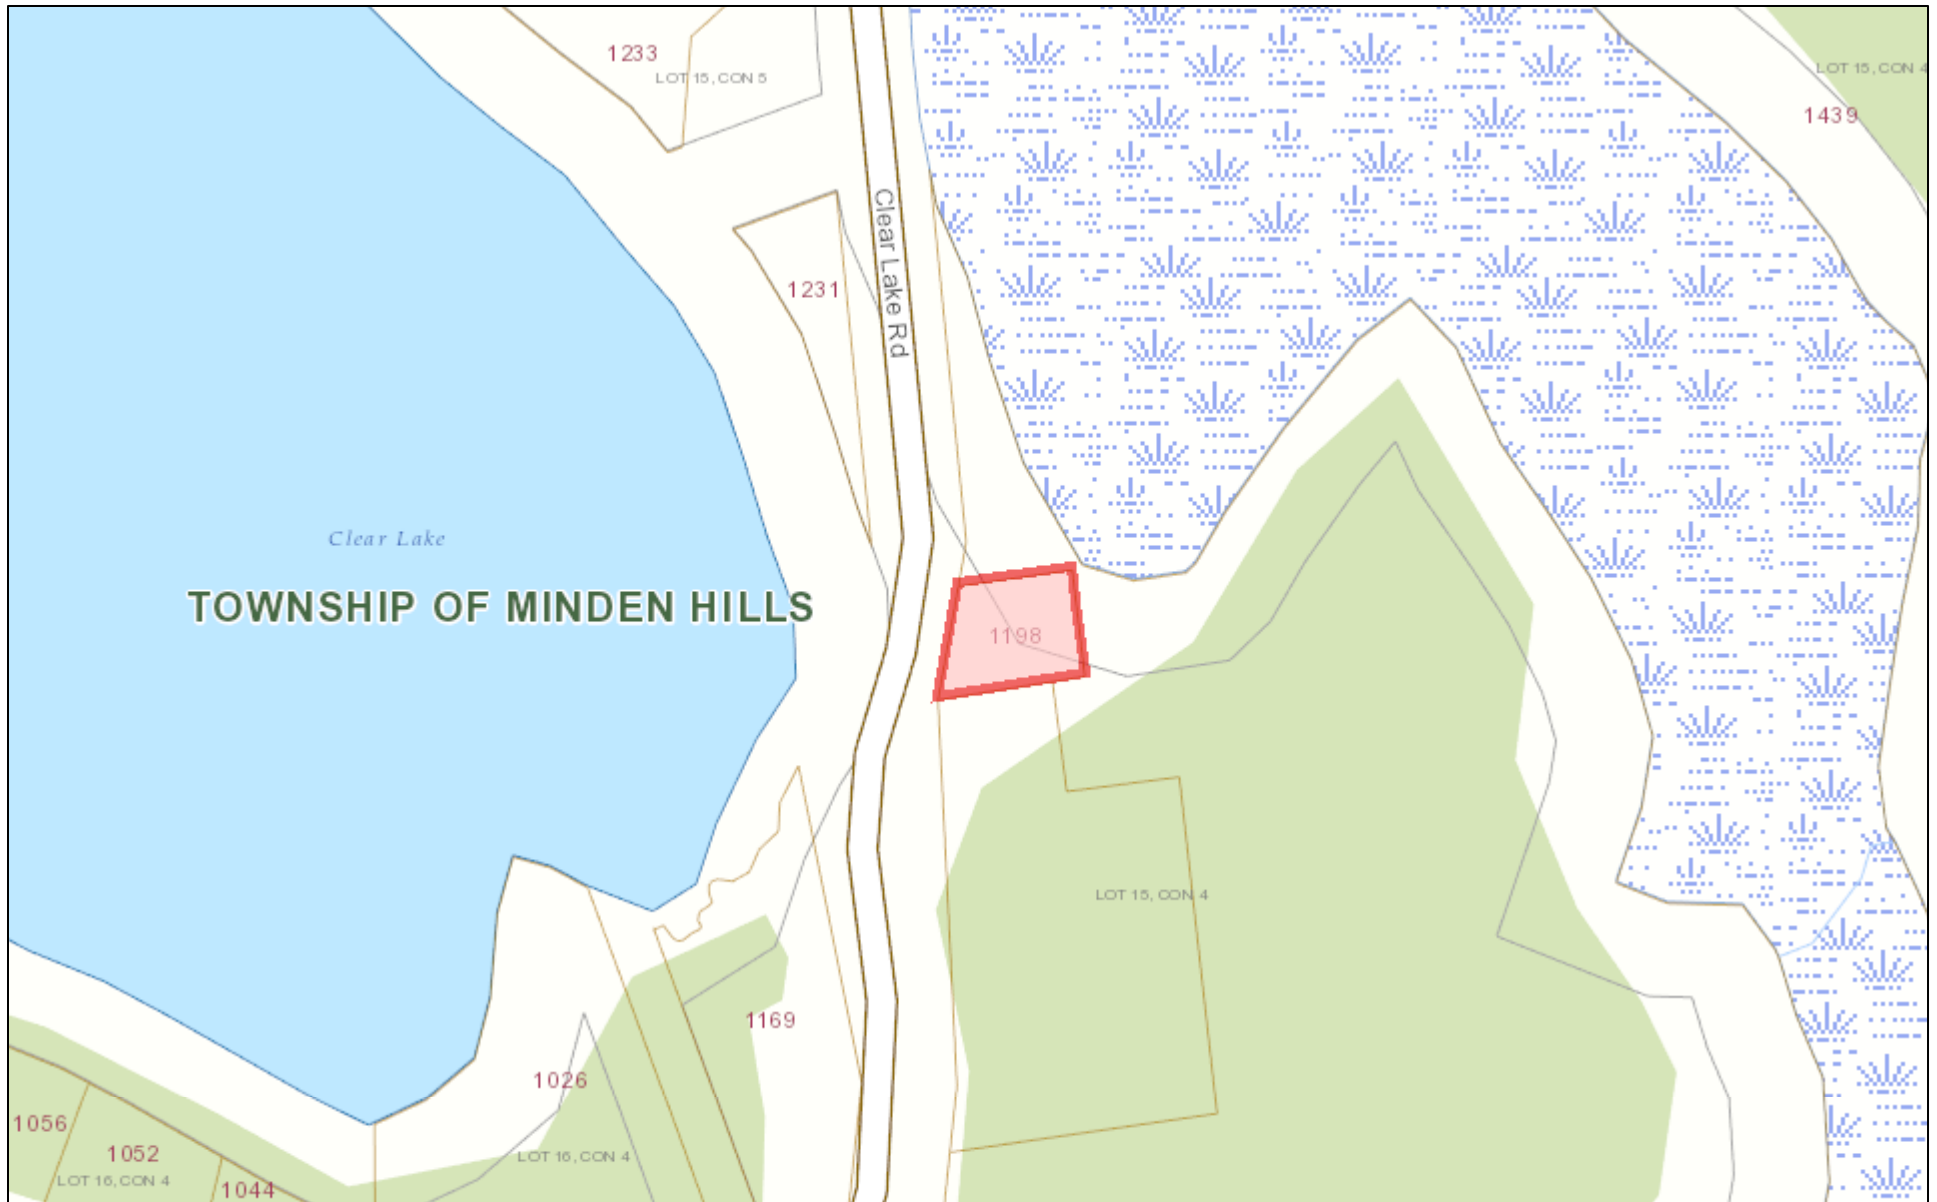 1233
LOT 15, CON 5
LOT 15, CON 4
1439
Clear Lake Rd
1231
Clear Lake
TOWNSHIP OF MINDEN HILLS
1198
LOT 15, CON 4
1169
1026
1056
1052
LOT 16, CON 4
LOT 16, CON 4
1044